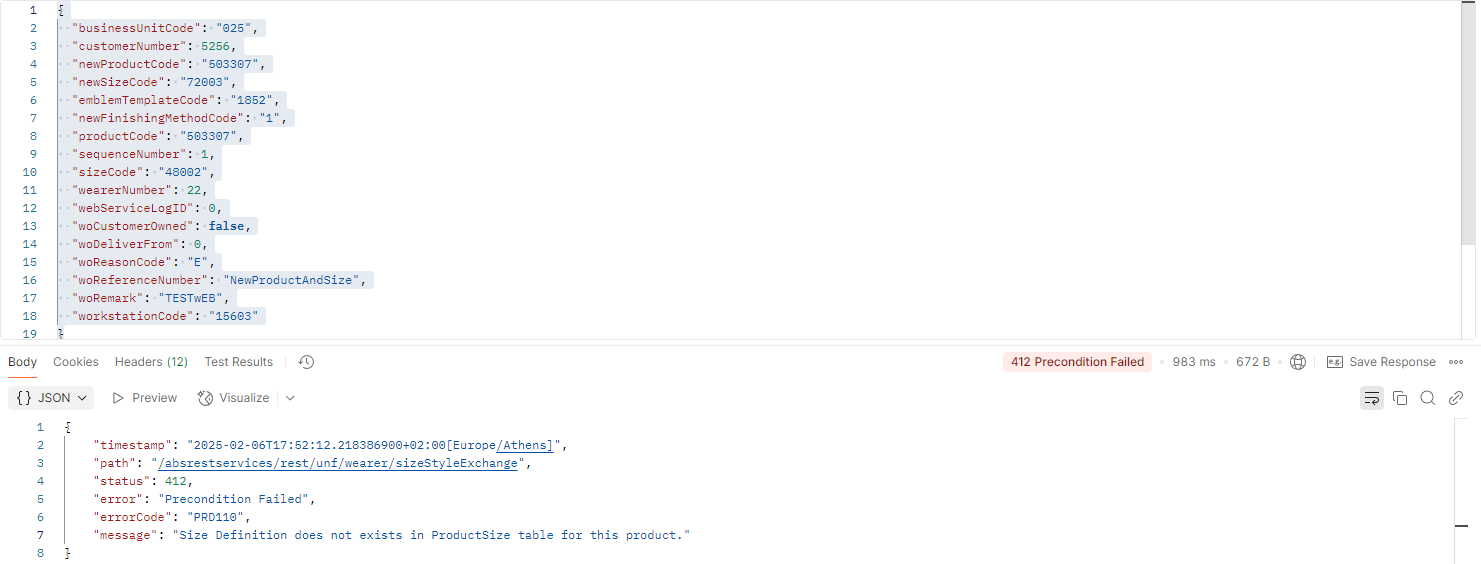 1 {
2 "businessUnitCode": "025",
3 "customerNumber": 5256,
4 "newProductCode": "503307",
5 "newSizeCode": "72003",
6 "emblemTemplateCode": "1852",
7 "newFinishingMethodCode": "1",
8 "productCode": "503307",
9 "sequenceNumber": 1,
10 "sizeCode": "48002",
11 "wearerNumber": 22,
12 "webServiceLogID": 0,
13 "woCustomerOwned": false,
14 "woDeliverFrom": 0,
15 "woReasonCode": "E",
16 "woReferenceNumber": "NewProductAndSize",
17 "woRemark": "TESTwEB",
18 "workstationCode": "15603"
19 }
Body Cookies Headers (12) Test Results 412 Precondition Failed • 983 ms • 672 B e.g. Save Response
{} JSON Preview Visualize
1 {
2 "timestamp": "2025-02-06T17:52:12.218386900+02:00[Europe/Athens]",
3 "path": "/absrestservices/rest/unf/wearer/sizeStyleExchange",
4 "status": 412,
5 "error": "Precondition Failed",
6 "errorCode": "PRD110",
7 "message": "Size Definition does not exists in ProductSize table for this product."
8 }